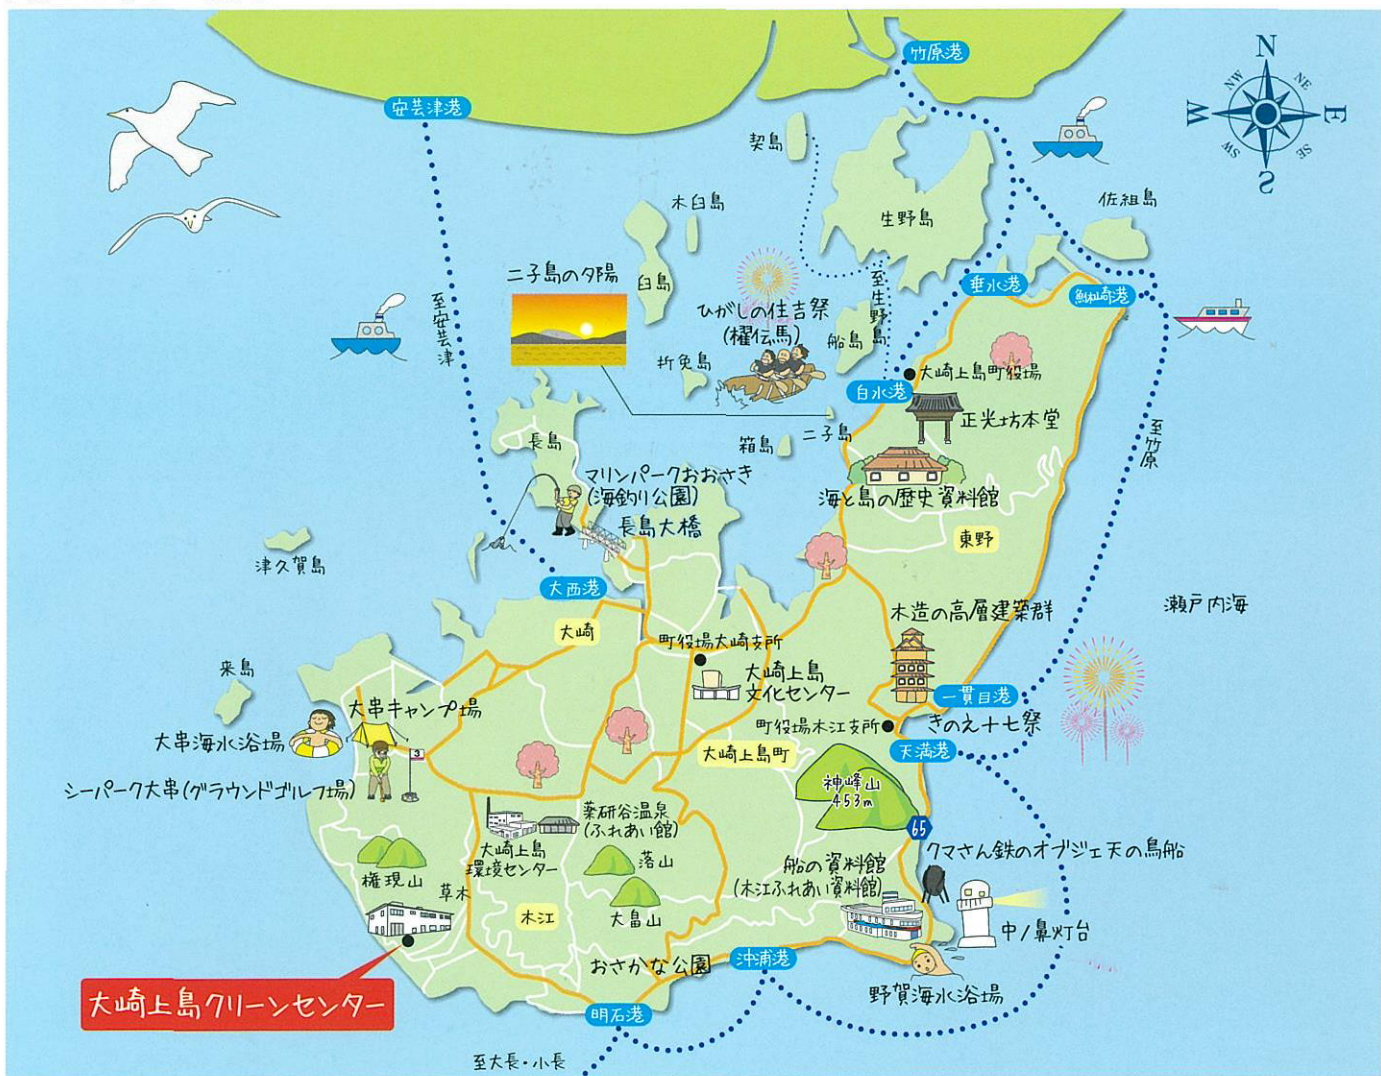 竹原港
N
NW
NE
W
E
SW
SE
S
安芸津港
契島
木臼島
佐組島
生野島
二子島の夕陽
臼島
垂水港
鮴崎港
至生野島
ひがしの住吉祭
(櫂伝馬)
船島
至安芸津
折免島
大崎上島町役場
白水港
正光坊本堂
長島
箱島
二子島
至竹原
マリンパークおおさき
(海釣り公園)
長島大橋
海と島の歴史資料館
東野
津久賀島
大西港
瀬戸内海
木造の高層建築群
大崎
町役場大崎支所
大崎上島
文化センター
来島
一貫目港
大串キャンプ場
町役場木江支所
きのえ十七祭
大串海水浴場
大崎上島町
天満港
3
神峰山
453m
シーパーク大串(グラウンドゴルフ場)
65
薬研谷温泉
(ふれあい館)
大崎上島
環境センター
クマさん鉄のオブジェ天の鳥船
落山
船の資料館
(木江ふれあい資料館)
権現山
草木
木江
大畠山
中ノ鼻灯台
おさかな公園
沖浦港
野賀海水浴場
大崎上島クリーンセンター
明石港
至大長・小長